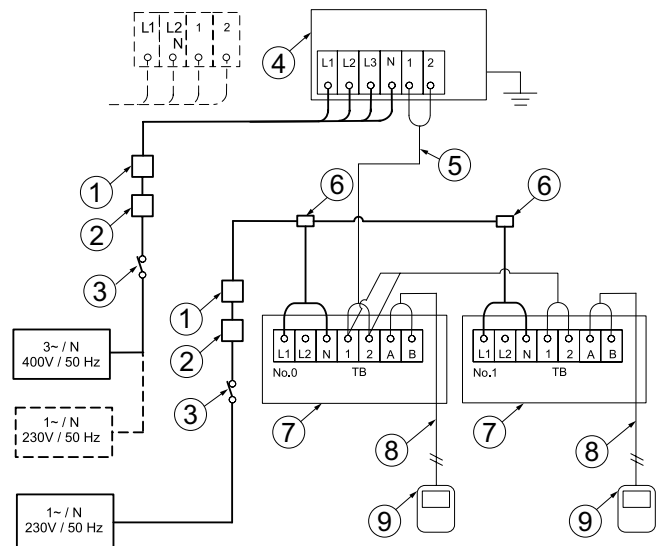 L1 L2 N 1 2
4
L1 L2 L3 N 1 2
1
2
3
5
6
6
1
2
3
3~ / N
400V / 50 Hz
1~ / N
230V / 50 Hz
1~ / N
230V / 50 Hz
L1 L2 N 1 2 A B
No.0 TB
7
8
9
L1 L2 N 1 2 A B
No.1 TB
7
8
9